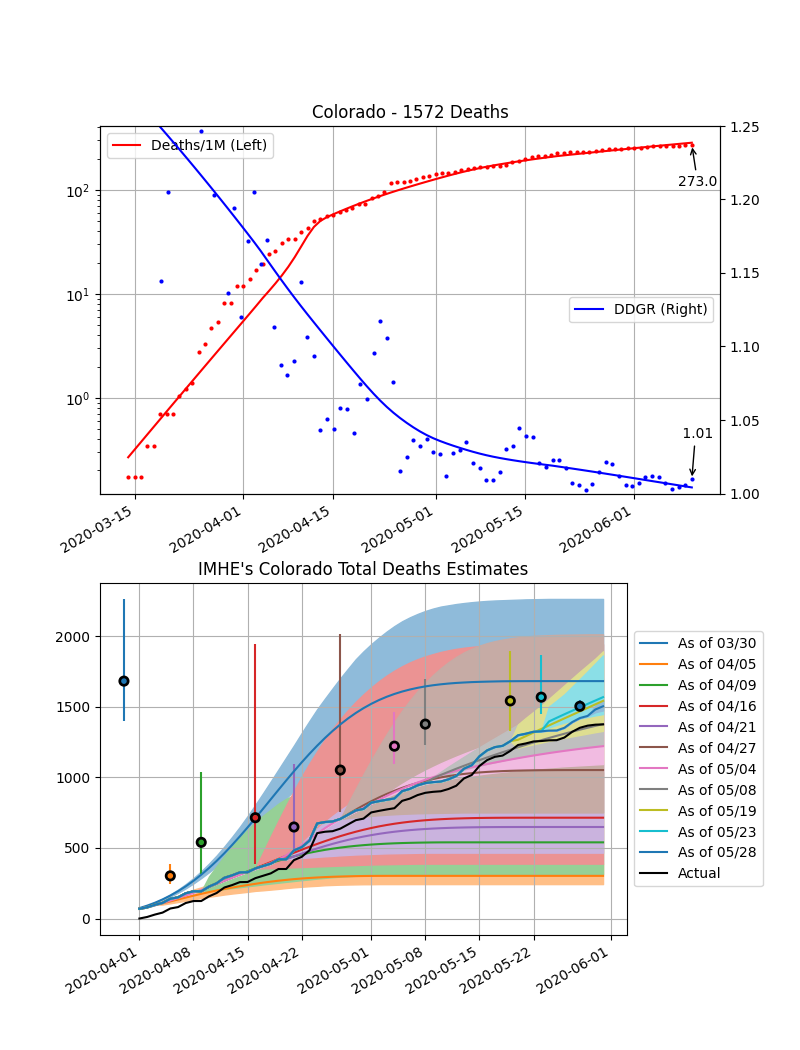 Colorado - 1572 Deaths
Deaths/1M (Left)
DDGR (Right)
273.0
1.01
10²
10¹
10⁰
1.25
1.20
1.15
1.10
1.05
1.00
2020-03-15
2020-04-01
2020-04-15
2020-05-01
2020-05-15
2020-06-01
IMHE's Colorado Total Deaths Estimates
2000
1500
1000
500
0
2020-04-01
2020-04-08
2020-04-15
2020-04-22
2020-05-01
2020-05-08
2020-05-15
2020-05-22
2020-06-01
As of 03/30
As of 04/05
As of 04/09
As of 04/16
As of 04/21
As of 04/27
As of 05/04
As of 05/08
As of 05/19
As of 05/23
As of 05/28
Actual